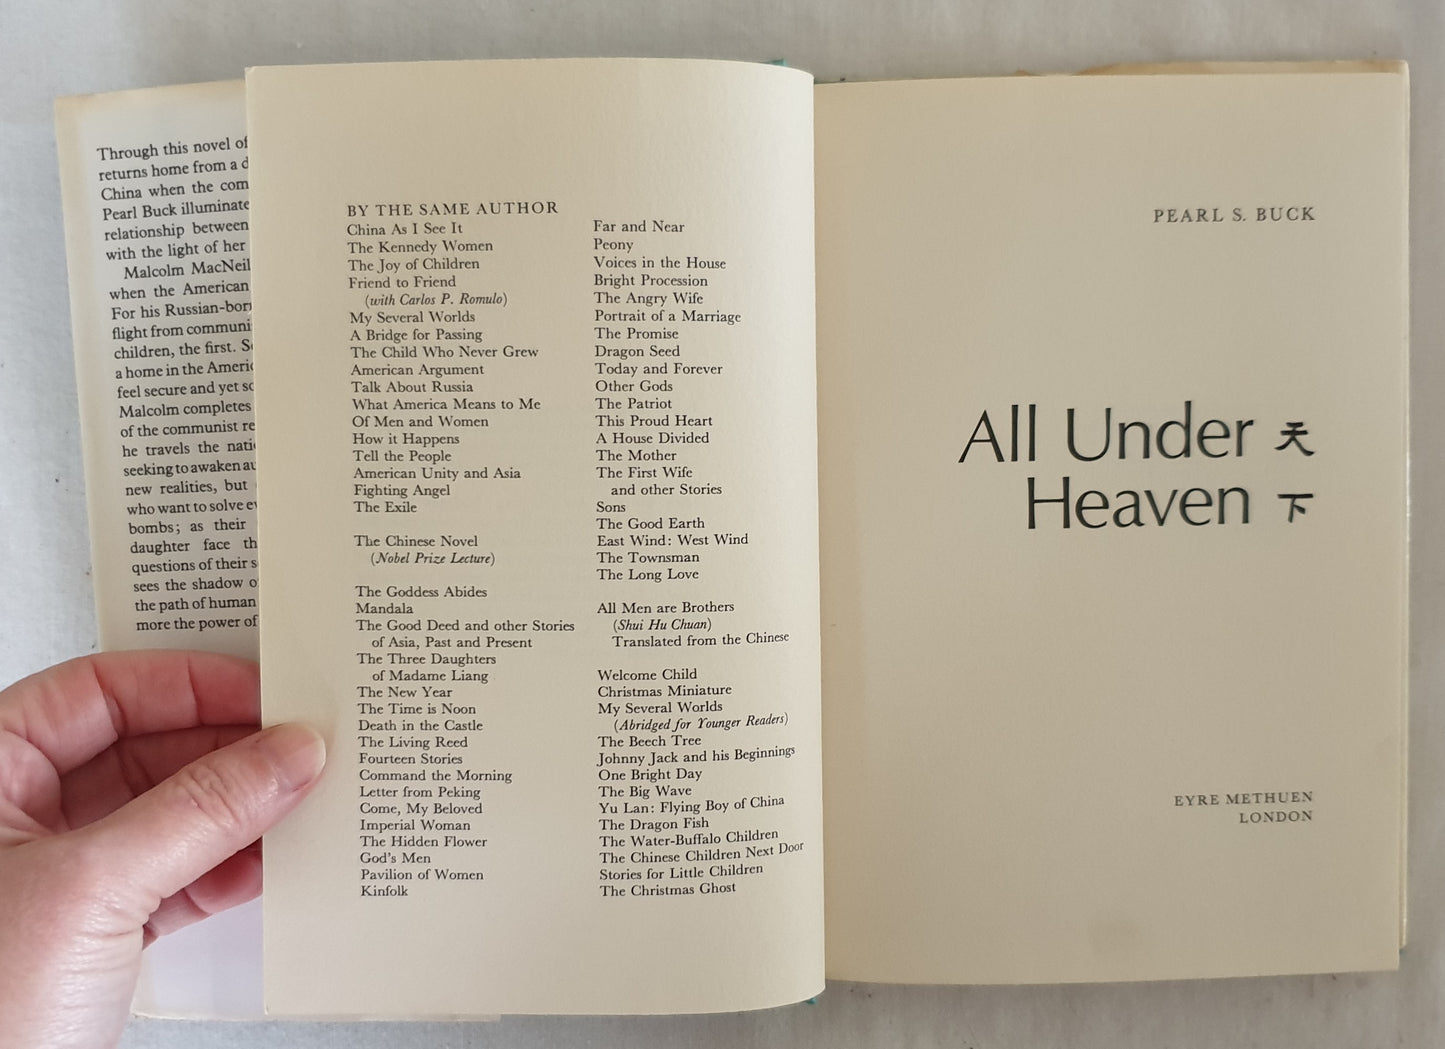 Through this novel of
returns home from a d
China when the com
Pearl Buck illuminate
relationship between
with the light of her
Malcolm MacNeil
when the American
For his Russian-bor
flight from communi
children, the first. S
a home in the Americ
feel secure and yet so
Malcolm completes
of the communist re
he travels the nati
seeking to awaken au
new realities, but
who want to solve ev
bombs; as their
daughter face th
questions of their s
sees the shadow o
the path of human
more the power of
BY THE SAME AUTHOR
China As I See It
The Kennedy Women
The Joy of Children
Friend to Friend
(with Carlos P. Romulo)
My Several Worlds
A Bridge for Passing
The Child Who Never Grew
American Argument
Talk About Russia
What America Means to Me
Of Men and Women
How it Happens
Tell the People
American Unity and Asia
Fighting Angel
The Exile
The Chinese Novel
(Nobel Prize Lecture)
The Goddess Abides
Mandala
The Good Deed and other Stories
of Asia, Past and Present
The Three Daughters
of Madame Liang
The New Year
The Time is Noon
Death in the Castle
The Living Reed
Fourteen Stories
Command the Morning
Letter from Peking
Come, My Beloved
Imperial Woman
The Hidden Flower
God's Men
Pavilion of Women
Kinfolk
Far and Near
Peony
Voices in the House
Bright Procession
The Angry Wife
Portrait of a Marriage
The Promise
Dragon Seed
Today and Forever
Other Gods
The Patriot
This Proud Heart
A House Divided
The Mother
The First Wife
and other Stories
Sons
The Good Earth
East Wind: West Wind
The Townsman
The Long Love
All Men are Brothers
(Shui Hu Chuan)
Translated from the Chinese
Welcome Child
Christmas Miniature
My Several Worlds
(Abridged for Younger Readers)
The Beech Tree
Johnny Jack and his Beginnings
One Bright Day
The Big Wave
Yu Lan: Flying Boy of China
The Dragon Fish
The Water-Buffalo Children
The Chinese Children Next Door
Stories for Little Children
The Christmas Ghost
PEARL S. BUCK
All Under 天
Heaven 下
EYRE METHUEN
LONDON